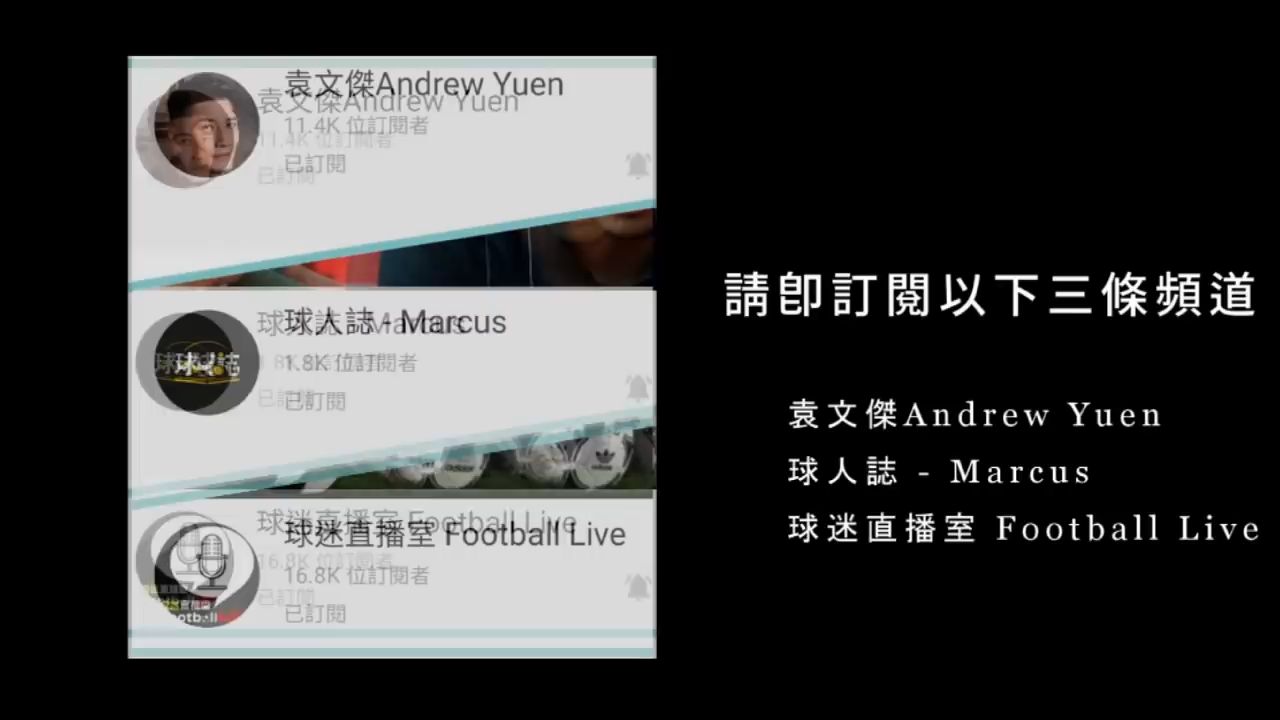 袁文傑Andrew Yuen
11.4K 位訂閱者
已訂閱
球人誌 - Marcus
1.8K 位訂閱者
已訂閱
球迷直播室 Football Live
16.8K 位訂閱者
已訂閱
請即訂閱以下三條頻道
袁文傑Andrew Yuen
球人誌 - Marcus
球迷直播室 Football Live